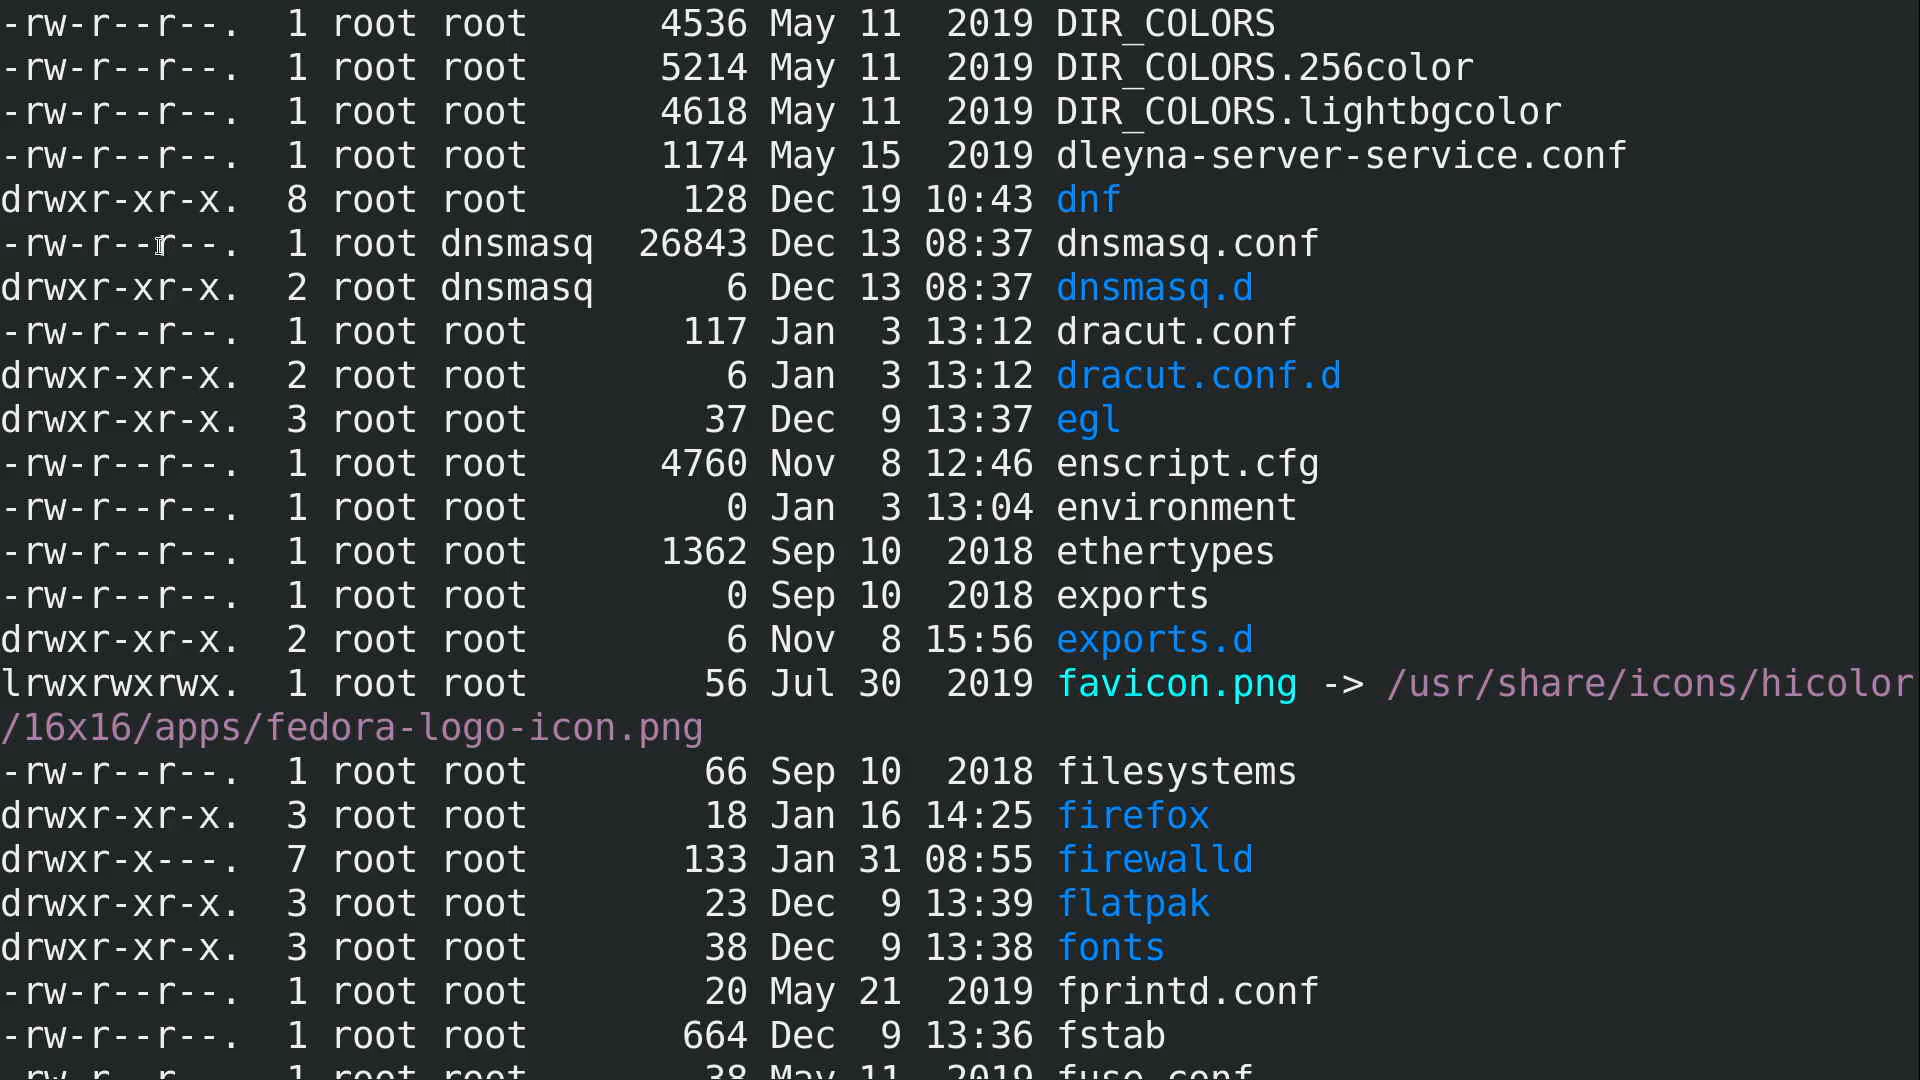 -rw-r--r--.  1 root root      4536 May 11  2019 DIR_COLORS
-rw-r--r--.  1 root root      5214 May 11  2019 DIR_COLORS.256color
-rw-r--r--.  1 root root      4618 May 11  2019 DIR_COLORS.lightbgcolor
-rw-r--r--.  1 root root      1174 May 15  2019 dleyna-server-service.conf
drwxr-xr-x.  8 root root       128 Dec 19 10:43 dnf
-rw-r--r--.  1 root dnsmasq  26843 Dec 13 08:37 dnsmasq.conf
drwxr-xr-x.  2 root dnsmasq      6 Dec 13 08:37 dnsmasq.d
-rw-r--r--.  1 root root       117 Jan  3 13:12 dracut.conf
drwxr-xr-x.  2 root root         6 Jan  3 13:12 dracut.conf.d
drwxr-xr-x.  3 root root        37 Dec  9 13:37 egl
-rw-r--r--.  1 root root      4760 Nov  8 12:46 enscript.cfg
-rw-r--r--.  1 root root         0 Jan  3 13:04 environment
-rw-r--r--.  1 root root      1362 Sep 10  2018 ethertypes
-rw-r--r--.  1 root root         0 Sep 10  2018 exports
drwxr-xr-x.  2 root root         6 Nov  8 15:56 exports.d
lrwxrwxrwx.  1 root root        56 Jul 30  2019 favicon.png -> /usr/share/icons/hicolor
/16x16/apps/fedora-logo-icon.png
-rw-r--r--.  1 root root        66 Sep 10  2018 filesystems
drwxr-xr-x.  3 root root        18 Jan 16 14:25 firefox
drwxr-x---.  7 root root       133 Jan 31 08:55 firewalld
drwxr-xr-x.  3 root root        23 Dec  9 13:39 flatpak
drwxr-xr-x.  3 root root        38 Dec  9 13:38 fonts
-rw-r--r--.  1 root root        20 May 21  2019 fprintd.conf
-rw-r--r--.  1 root root       664 Dec  9 13:36 fstab
-rw-r--r--.  1 root root        38 May 11  2019 fuse.conf